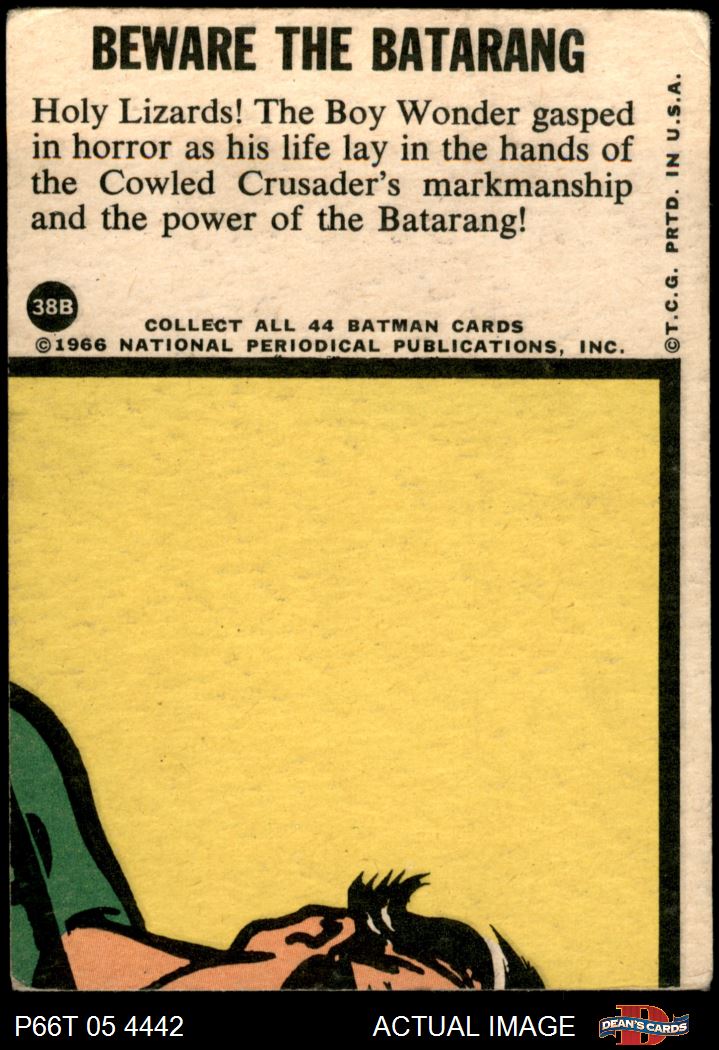 BEWARE THE BATARANG
Holy Lizards! The Boy Wonder gasped
in horror as his life lay in the hands of
the Cowled Crusader's markmanship
and the power of the Batarang!
38B
COLLECT ALL 44 BATMAN CARDS
©1966 NATIONAL PERIODICAL PUBLICATIONS, INC.
©T.C.G. PRTD. IN U.S.A.
P66T 05 4442
ACTUAL IMAGE
D
DEAN'S CARDS